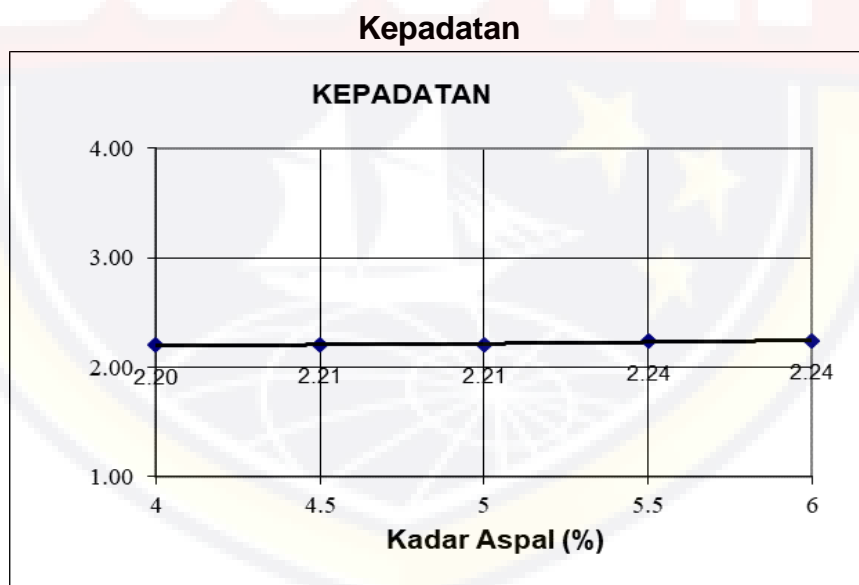 Kepadatan
KEPADATAN
4.00
3.00
2.00
1.00
2.20 2.21 2.21 2.24 2.24
4 4.5 5 5.5 6
Kadar Aspal (%)